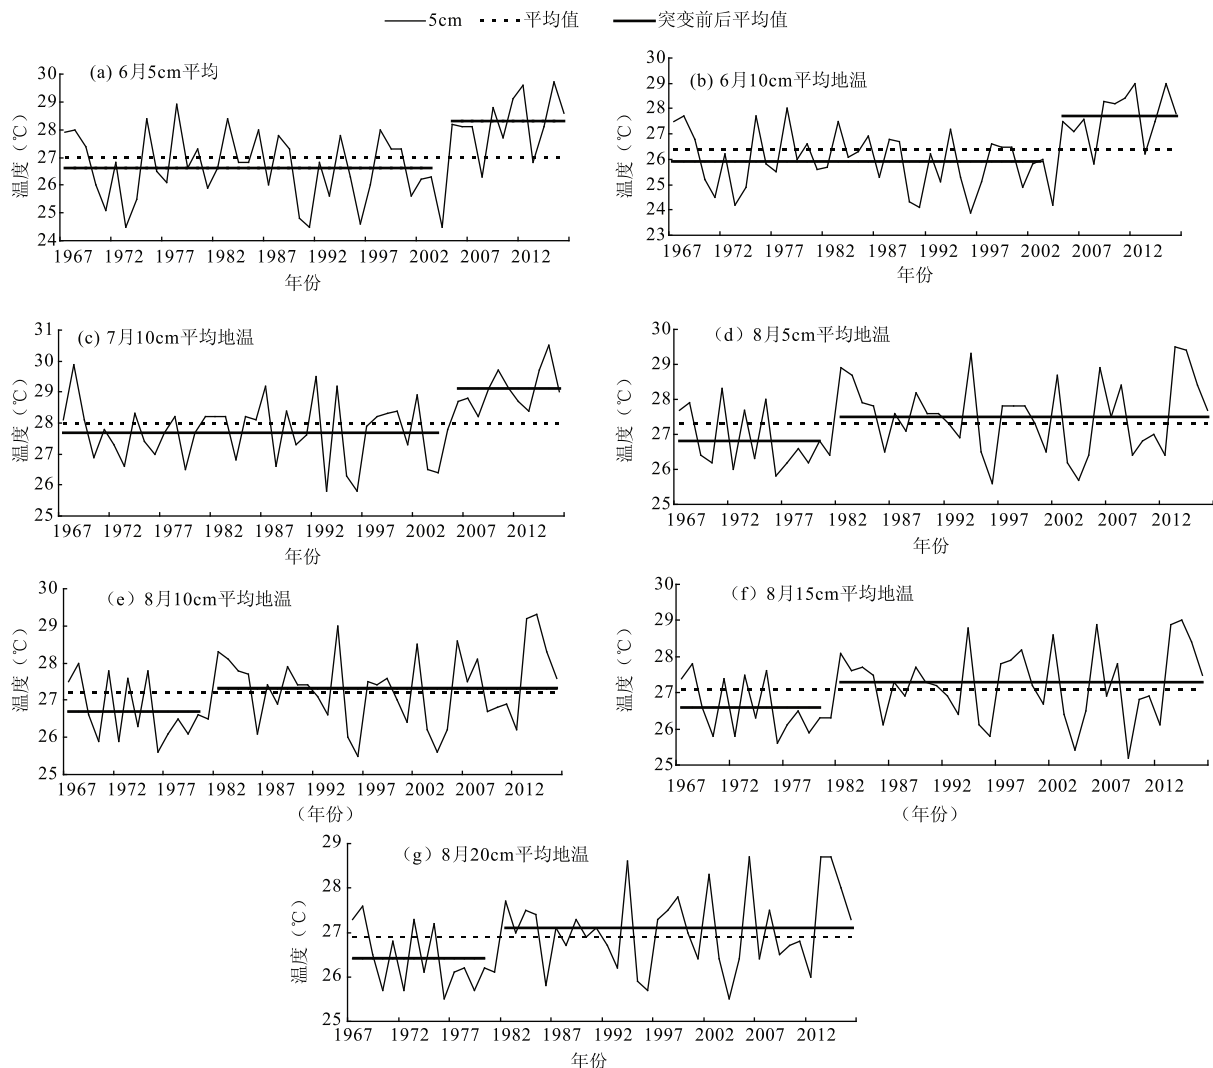 5cm 平均值 突变前后平均值
(a) 6月5cm平均
30
29
28
27
26
25
24
温度（℃）
1967 1972 1977 1982 1987 1992 1997 2002 2007 2012
年份
(b) 6月10cm平均地温
30
29
28
27
26
25
24
23
温度（℃）
1967 1972 1977 1982 1987 1992 1997 2002 2007 2012
年份
(c) 7月10cm平均地温
31
30
29
28
27
26
25
温度（℃）
1967 1972 1977 1982 1987 1992 1997 2002 2007 2012
年份
（d）8月5cm平均地温
30
29
28
27
26
25
温度（℃）
1967 1972 1977 1982 1987 1992 1997 2002 2007 2012
年份
（e）8月10cm平均地温
30
29
28
27
26
25
温度（℃）
1967 1972 1977 1982 1987 1992 1997 2002 2007 2012
（年份）
（f）8月15cm平均地温
30
29
28
27
26
25
温度（℃）
1967 1972 1977 1982 1987 1992 1997 2002 2007 2012
（年份）
（g）8月20cm平均地温
29
28
27
26
25
温度（℃）
1967 1972 1977 1982 1987 1992 1997 2002 2007 2012
年份